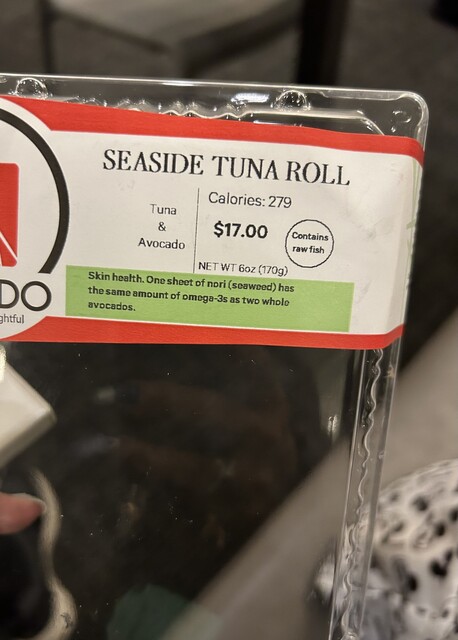 SEASIDE TUNA ROLL
Tuna
&
Avocado
Calories: 279
$17.00
NET WT 6oz (170g)
Contains
raw fish
DO
ghtful
Skin health. One sheet of nori (seaweed) has
the same amount of omega-3s as two whole
avocados.